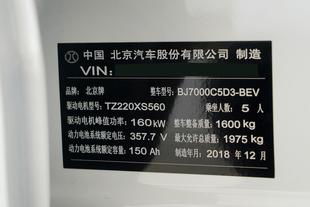 中国 北京汽车股份有限公司 制造
VIN:
品牌: 北京牌 整车型号: BJ7000C5D3-BEV
驱动电机型号: TZ220XS560 乘坐人数: 5 人
驱动电机峰值功率: 160kW 整车整备质量: 1600 kg
动力电池系统额定电压: 357.7 V 最大允许总质量: 1975 kg
动力电池系统额定容量: 150 Ah 制造年月: 2018 年 12 月